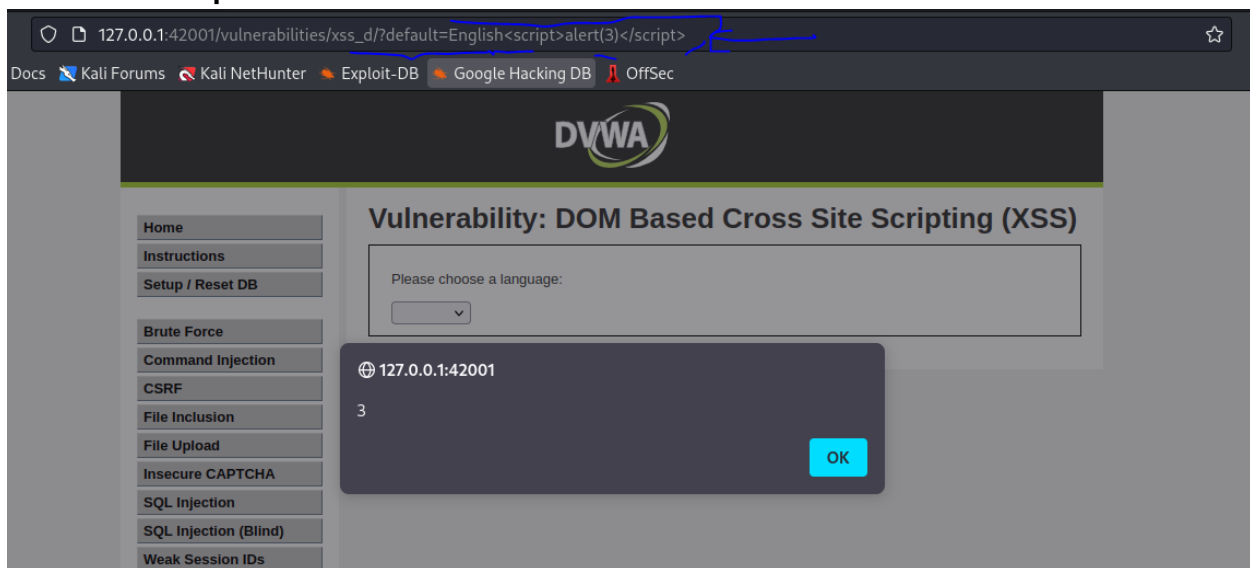 127.0.0.1:42001/vulnerabilities/xss_d/?default=English<script>alert(3)</script>
Docs Kali Forums Kali NetHunter Exploit-DB Google Hacking DB OffSec
DVWA
Vulnerability: DOM Based Cross Site Scripting (XSS)
Home
Instructions
Setup / Reset DB
Brute Force
Command Injection
CSRF
File Inclusion
File Upload
Insecure CAPTCHA
SQL Injection
SQL Injection (Blind)
Weak Session IDs
Please choose a language:
127.0.0.1:42001
3
OK